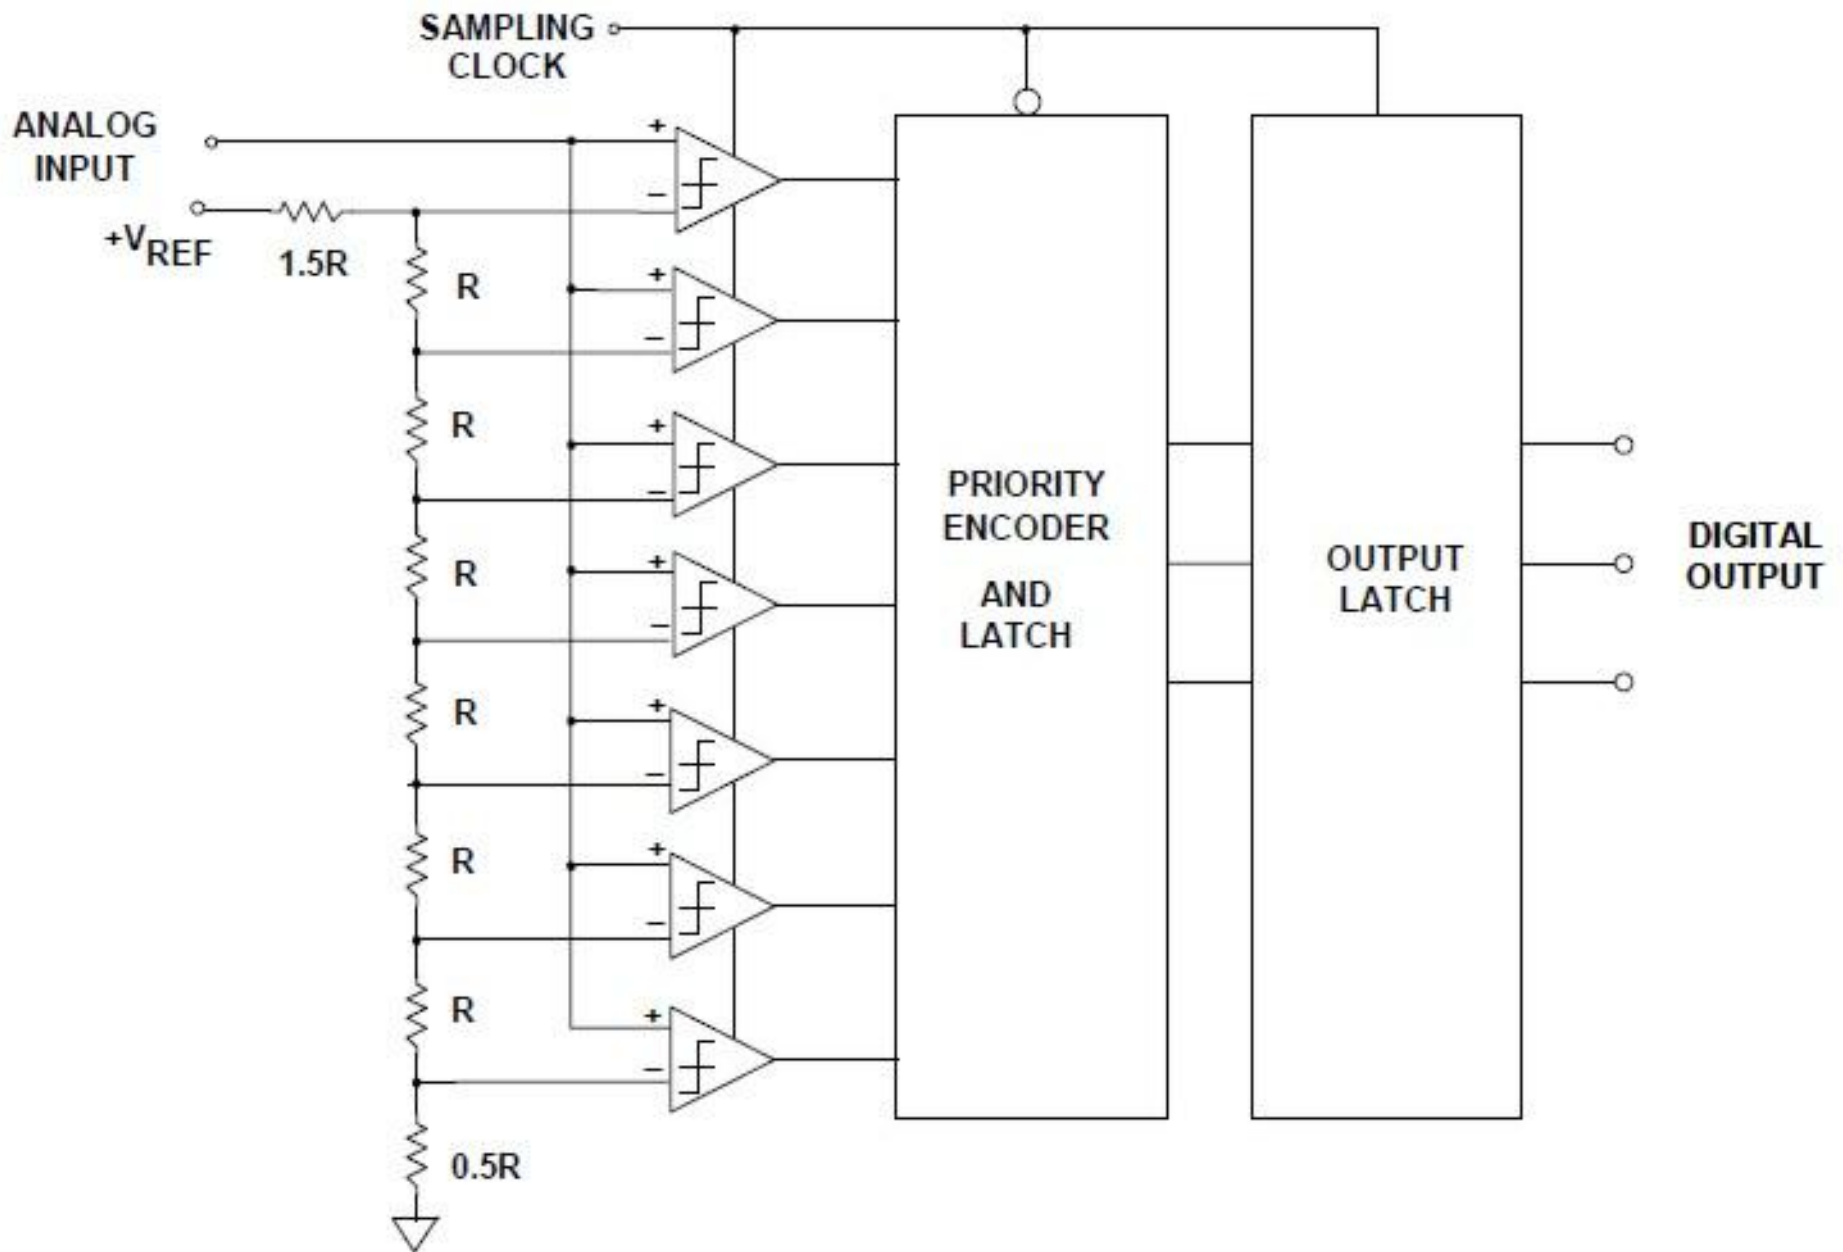 SAMPLING
CLOCK
ANALOG
INPUT
+VREF
1.5R
R
R
R
R
R
R
0.5R
+
−
+
−
+
−
+
−
+
−
+
−
+
−
PRIORITY
ENCODER
AND
LATCH
OUTPUT
LATCH
DIGITAL
OUTPUT